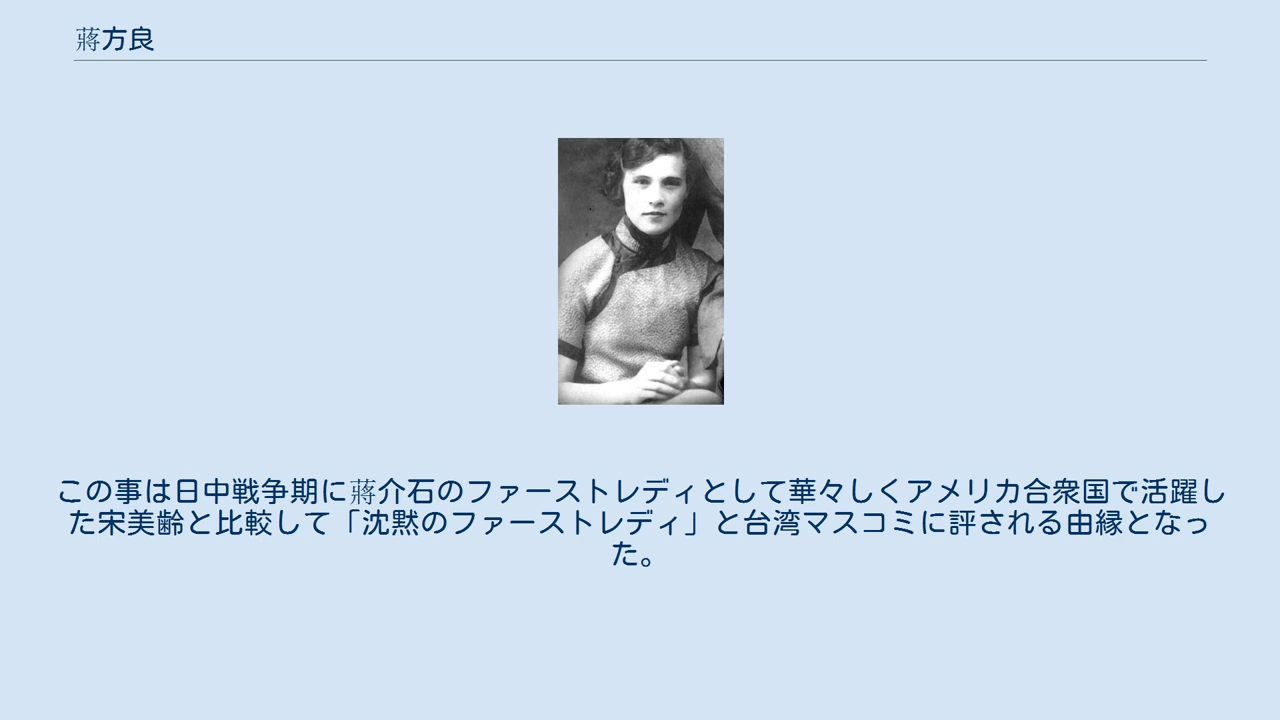 蔣方良
この事は日中戦争期に蔣介石のファーストレディとして華々しくアメリカ合衆国で活躍し
た宋美齢と比較して「沈黙のファーストレディ」と台湾マスコミに評される由縁となっ
た。